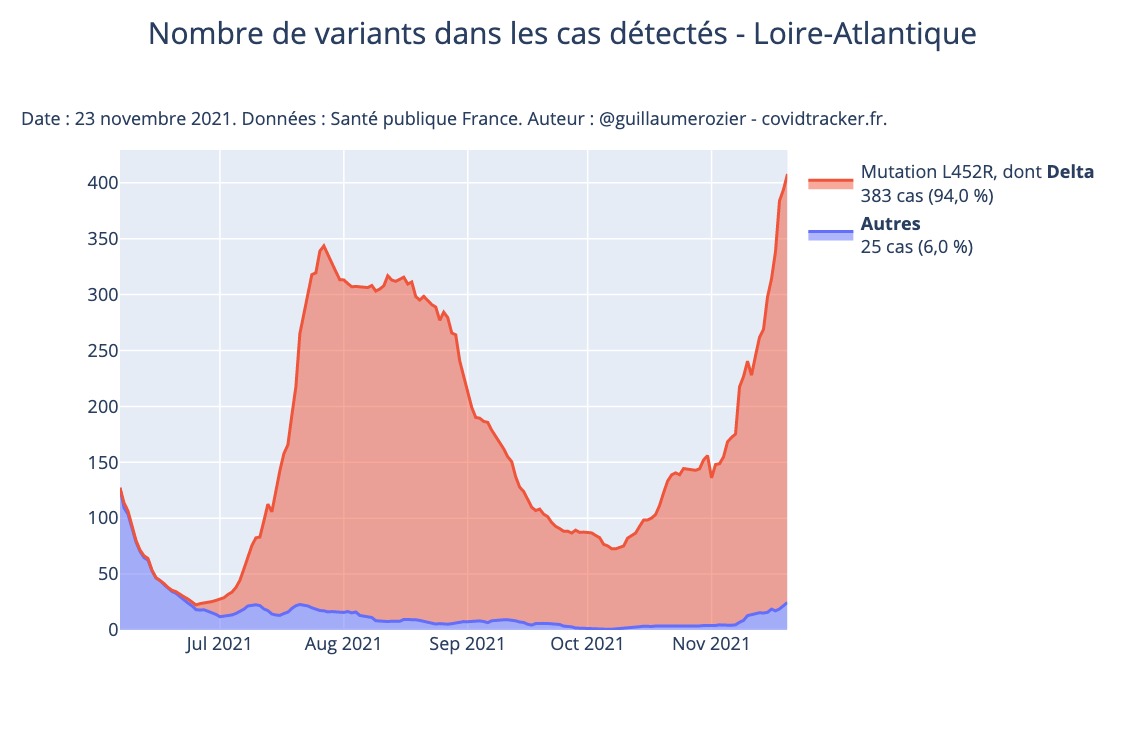 Nombre de variants dans les cas détectés - Loire-Atlantique
Date : 23 novembre 2021. Données : Santé publique France. Auteur : @guillaumerozier - covidtracker.fr.
Mutation L452R, dont Delta
383 cas (94,0 %)
Autres
25 cas (6,0 %)
400
350
300
250
200
150
100
50
0
Jul 2021 Aug 2021 Sep 2021 Oct 2021 Nov 2021